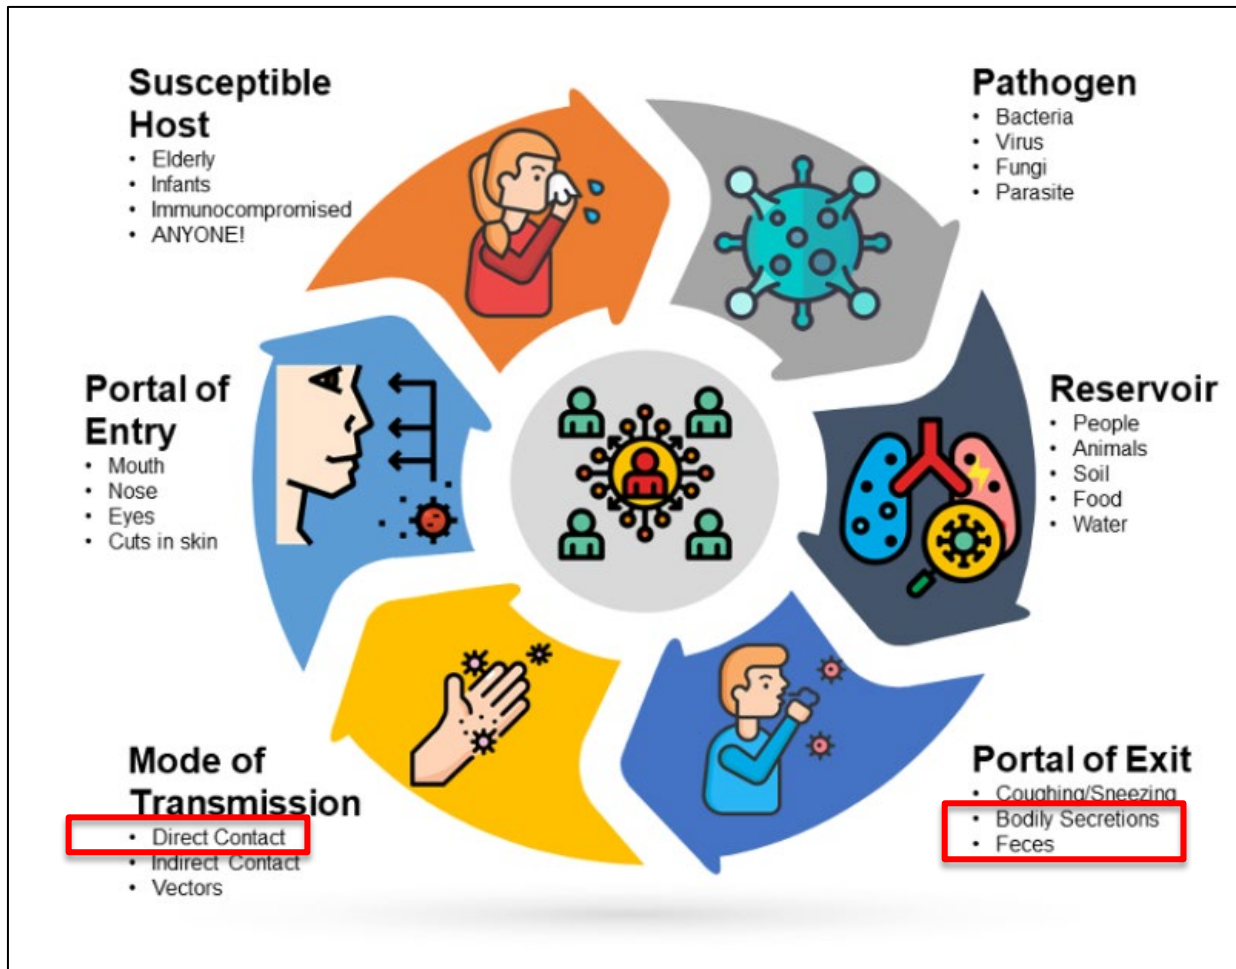 Susceptible
Host
• Elderly
• Infants
• Immunocompromised
• ANYONE!
Pathogen
• Bacteria
• Virus
• Fungi
• Parasite
Portal of
Entry
• Mouth
• Nose
• Eyes
• Cuts in skin
Reservoir
• People
• Animals
• Soil
• Food
• Water
Mode of
Transmission
• Direct Contact
• Indirect Contact
• Vectors
Portal of Exit
• Coughing/Sneezing
• Bodily Secretions
• Feces